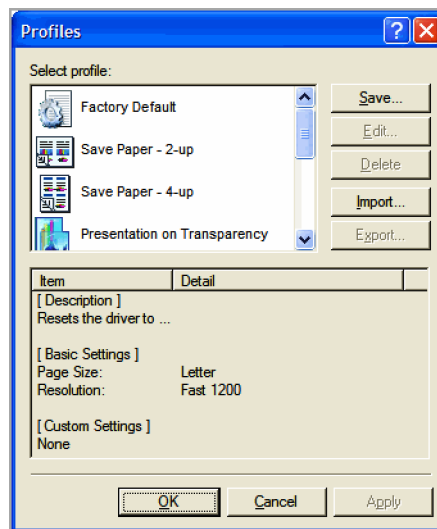 Profiles
Select profile:
Factory Default
Save Paper - 2-up
Save Paper - 4-up
Presentation on Transparency
Save...
Edit...
Delete
Import...
Export...
Item Detail
[ Description ]
Resets the driver to ...
[ Basic Settings ]
Page Size: Letter
Resolution: Fast 1200
[ Custom Settings ]
None
OK Cancel Apply